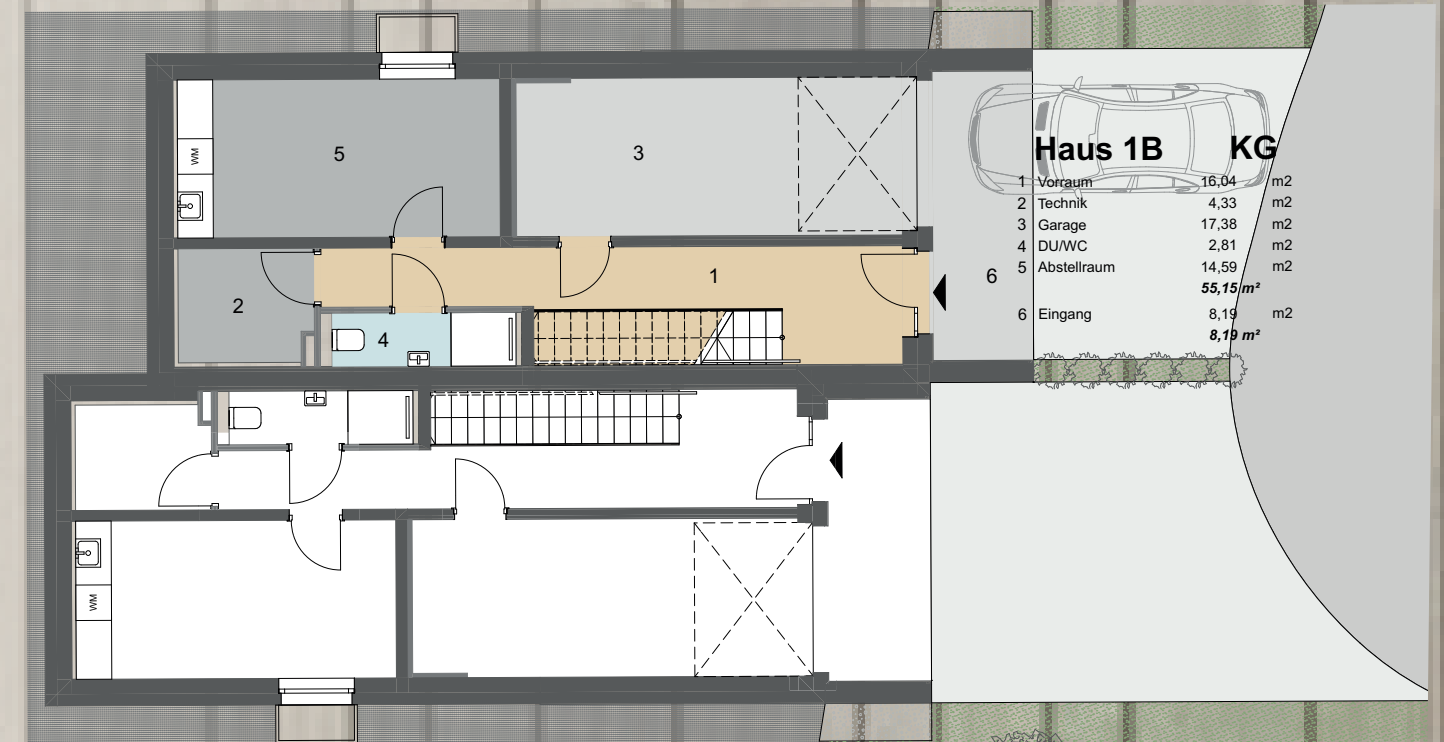 Haus 1B KG
1 Vorraum 16,04 m2
2 Technik 4,33 m2
3 Garage 17,38 m2
4 DU/WC 2,81 m2
5 Abstellraum 14,59 m2
55,15 m²
6 Eingang 8,19 m2
8,19 m²
5
3
WM
1
6
2
4
WM